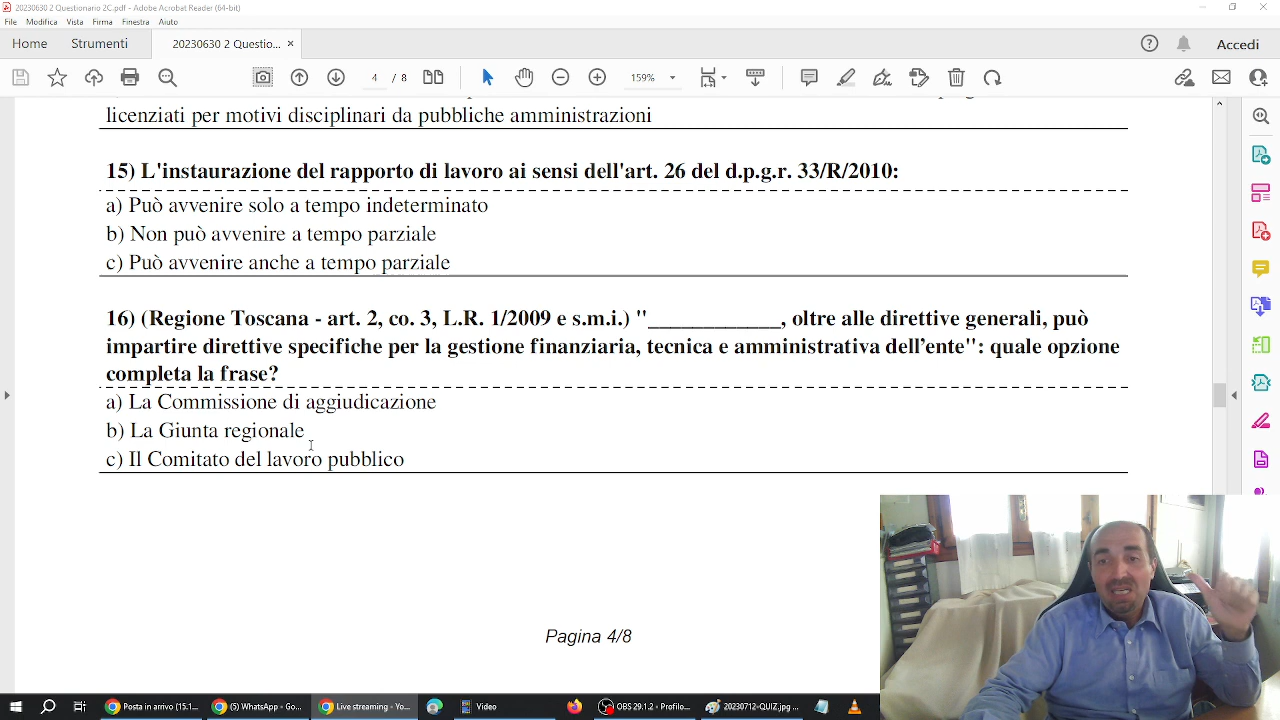 20230630 2 Questionario 2C.pdf - Adobe Acrobat Reader (64-bit)
File Modifica Vista Firma Finestra Aiuto
Home Strumenti 20230630 2 Questio... × Accedi
4 / 8 159%
licenziati per motivi disciplinari da pubbliche amministrazioni
15) L'instaurazione del rapporto di lavoro ai sensi dell'art. 26 del d.p.g.r. 33/R/2010:
a) Può avvenire solo a tempo indeterminato
b) Non può avvenire a tempo parziale
c) Può avvenire anche a tempo parziale
16) (Regione Toscana - art. 2, co. 3, L.R. 1/2009 e s.m.i.) "____________, oltre alle direttive generali, può
impartire direttive specifiche per la gestione finanziaria, tecnica e amministrativa dell’ente": quale opzione
completa la frase?
a) La Commissione di aggiudicazione
b) La Giunta regionale
c) Il Comitato del lavoro pubblico
Pagina 4/8
Posta in arrivo (15.1... (5) WhatsApp - Go... Live streaming - Yo... Video OBS 29.1.2 - Profilo... 20230712-QUIZ.jpg ...